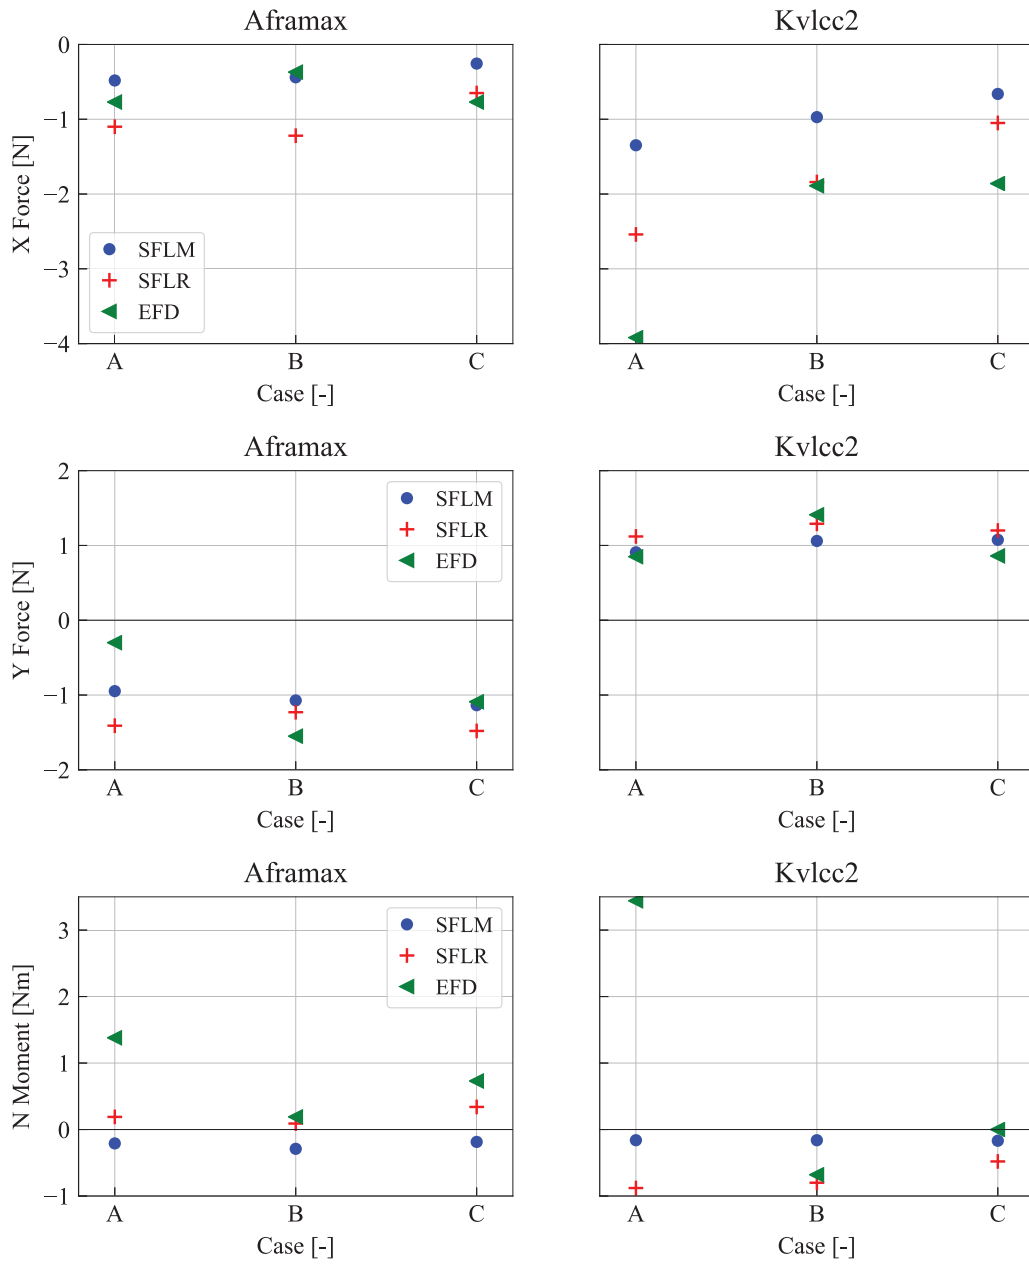 Aframax
Kvlcc2
0
−1
−2
−3
−4
X Force [N]
SFLM
SFLR
EFD
A B C
A B C
Case [-]
Case [-]
Aframax
Kvlcc2
2
1
0
−1
−2
Y Force [N]
SFLM
SFLR
EFD
A B C
A B C
Case [-]
Case [-]
Aframax
Kvlcc2
3
2
1
0
−1
N Moment [Nm]
SFLM
SFLR
EFD
A B C
A B C
Case [-]
Case [-]